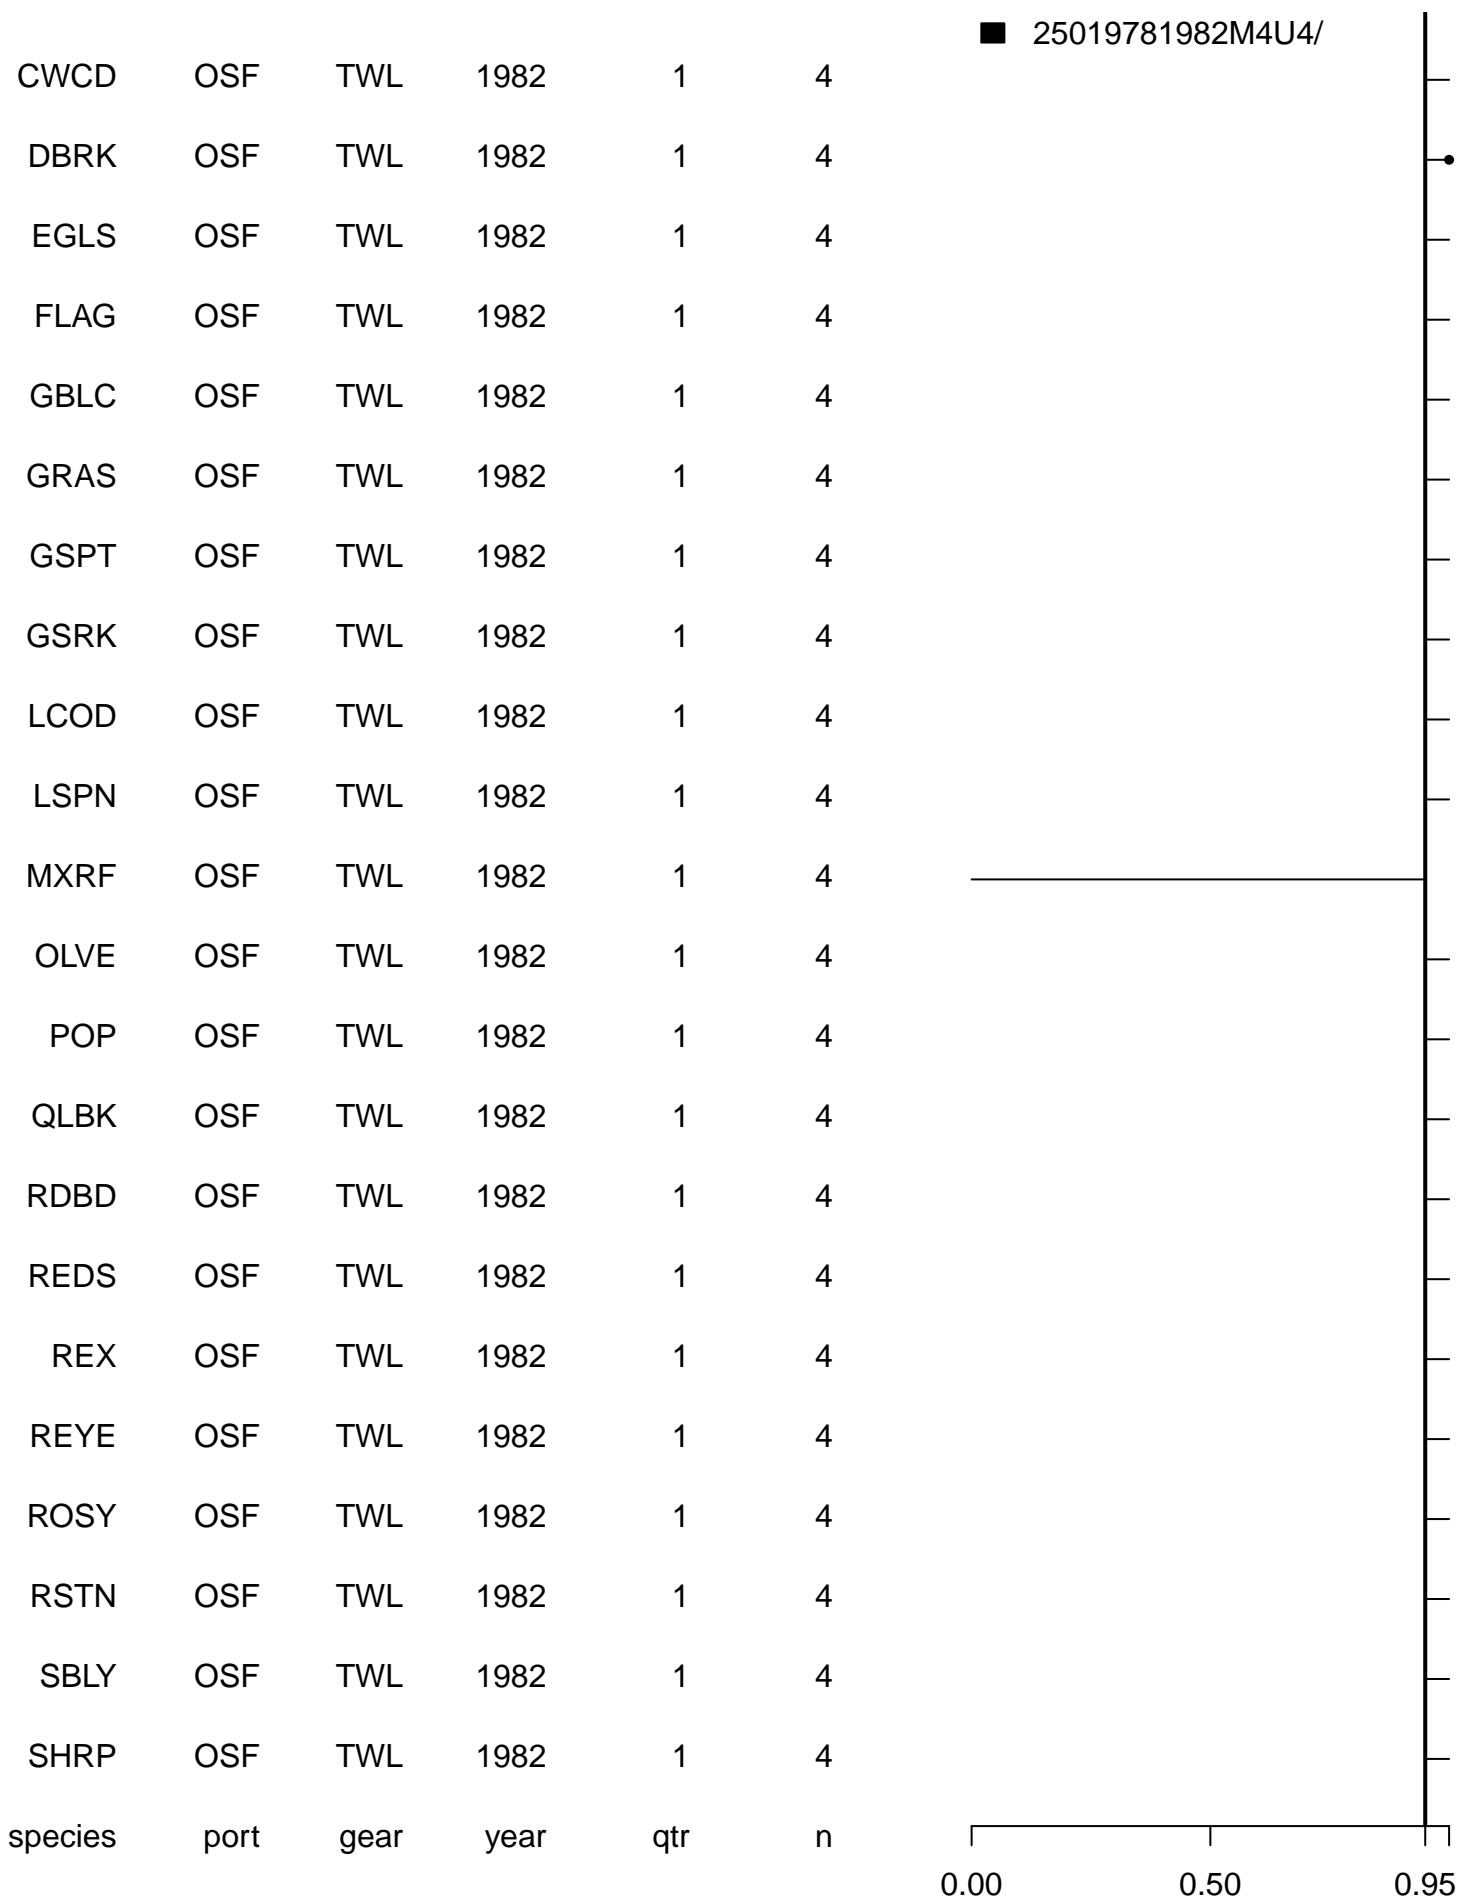 25019781982M4U4/
CWCD OSF TWL 1982 1 4
DBRK OSF TWL 1982 1 4
EGLS OSF TWL 1982 1 4
FLAG OSF TWL 1982 1 4
GBLC OSF TWL 1982 1 4
GRAS OSF TWL 1982 1 4
GSPT OSF TWL 1982 1 4
GSRK OSF TWL 1982 1 4
LCOD OSF TWL 1982 1 4
LSPN OSF TWL 1982 1 4
MXRF OSF TWL 1982 1 4
OLVE OSF TWL 1982 1 4
POP OSF TWL 1982 1 4
QLBK OSF TWL 1982 1 4
RDBD OSF TWL 1982 1 4
REDS OSF TWL 1982 1 4
REX OSF TWL 1982 1 4
REYE OSF TWL 1982 1 4
ROSY OSF TWL 1982 1 4
RSTN OSF TWL 1982 1 4
SBLY OSF TWL 1982 1 4
SHRP OSF TWL 1982 1 4
species port gear year qtr n
0.00 0.50 0.95